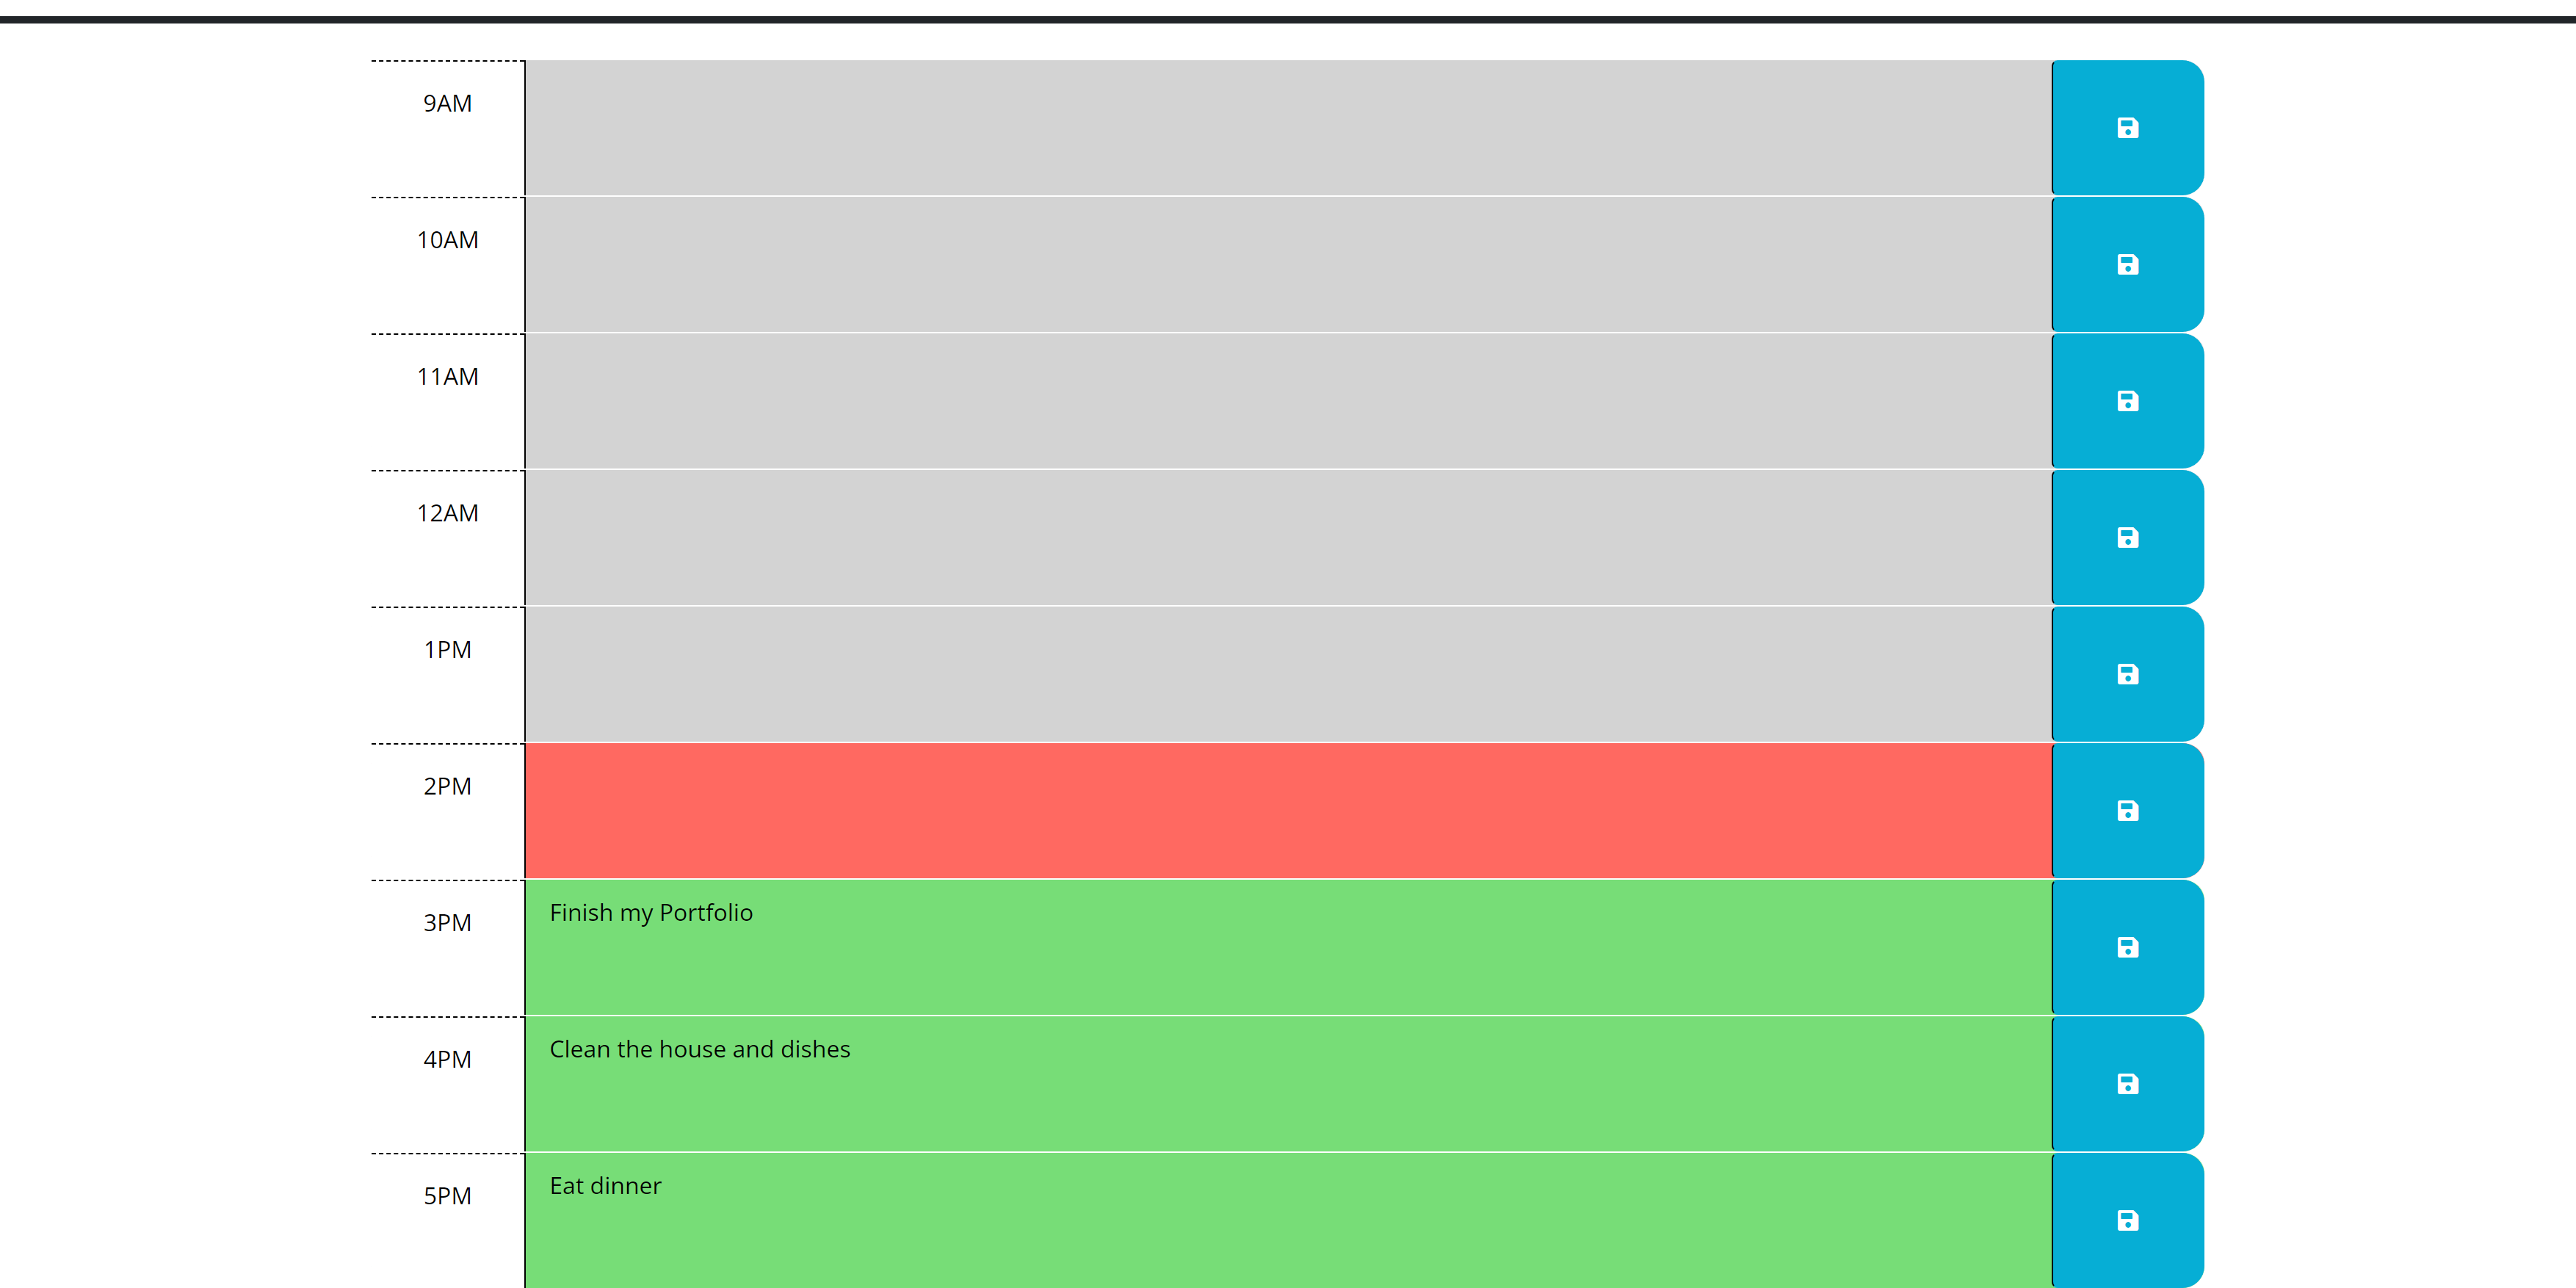 9AM
10AM
11AM
12AM
1PM
2PM
3PM
Finish my Portfolio
4PM
Clean the house and dishes
5PM
Eat dinner